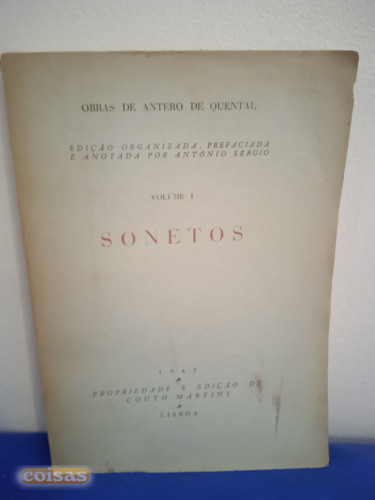 OBRAS DE ANTERO DE QUENTAL
EDIÇÃO ORGANIZADA, PREFACIADA
E ANOTADA POR ANTÓNIO SÉRGIO
VOLUME I
SONETOS
1943
PROPRIEDADE E EDIÇÃO DE
COUTO MARTINS
LISBOA
coisas